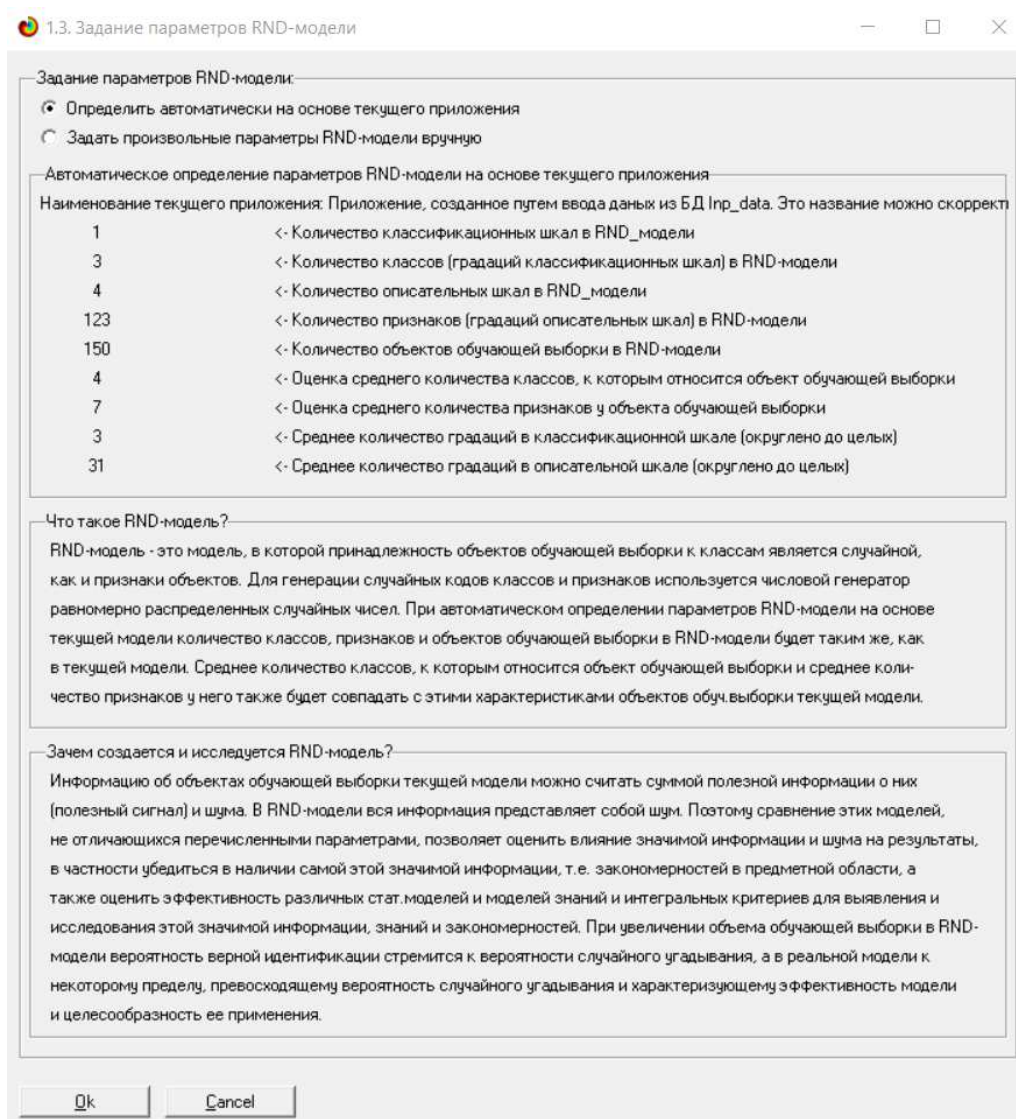 1.3. Задание параметров RND-модели
Задание параметров RND-модели:
Определить автоматически на основе текущего приложения
Задать произвольные параметры RND-модели вручную
Автоматическое определение параметров RND-модели на основе текущего приложения
Наименование текущего приложения: Приложение, созданное путем ввода даных из БД Inp_data. Это название можно скоррект
1 <- Количество классификационных шкал в RND_модели
3 <- Количество классов (градаций классификационных шкал) в RND-модели
4 <- Количество описательных шкал в RND_модели
123 <- Количество признаков (градаций описательных шкал) в RND-модели
150 <- Количество объектов обучающей выборки в RND-модели
4 <- Оценка среднего количества классов, к которым относится объект обучающей выборки
7 <- Оценка среднего количества признаков у объекта обучающей выборки
3 <- Среднее количество градаций в классификационной шкале (округлено до целых)
31 <- Среднее количество градаций в описательной шкале (округлено до целых)
Что такое RND-модель?
RND-модель - это модель, в которой принадлежность объектов обучающей выборки к классам является случайной,
как и признаки объектов. Для генерации случайных кодов классов и признаков используется числовой генератор
равномерно распределенных случайных чисел. При автоматическом определении параметров RND-модели на основе
текущей модели количество классов, признаков и объектов обучающей выборки в RND-модели будет таким же, как
в текущей модели. Среднее количество классов, к которым относится объект обучающей выборки и среднее коли-
чество признаков у него также будет совпадать с этими характеристиками объектов обуч.выборки текущей модели.
Зачем создается и исследуется RND-модель?
Информацию об объектах обучающей выборки текущей модели можно считать суммой полезной информации о них
(полезный сигнал) и шума. В RND-модели вся информация представляет собой шум. Поэтому сравнение этих моделей,
не отличающихся перечисленными параметрами, позволяет оценить влияние значимой информации и шума на результаты,
в частности убедиться в наличии самой этой значимой информации, т.е. закономерностей в предметной области, а
также оценить эффективность различных стат.моделей и моделей знаний и интегральных критериев для выявления и
исследования этой значимой информации, знаний и закономерностей. При увеличении объема обучающей выборки в RND-
модели вероятность верной идентификации стремится к вероятности случайного угадывания, а в реальной модели к
некоторому пределу, превосходящему вероятность случайного угадывания и характеризующему эффективность модели
и целесообразность ее применения.
Ok Cancel